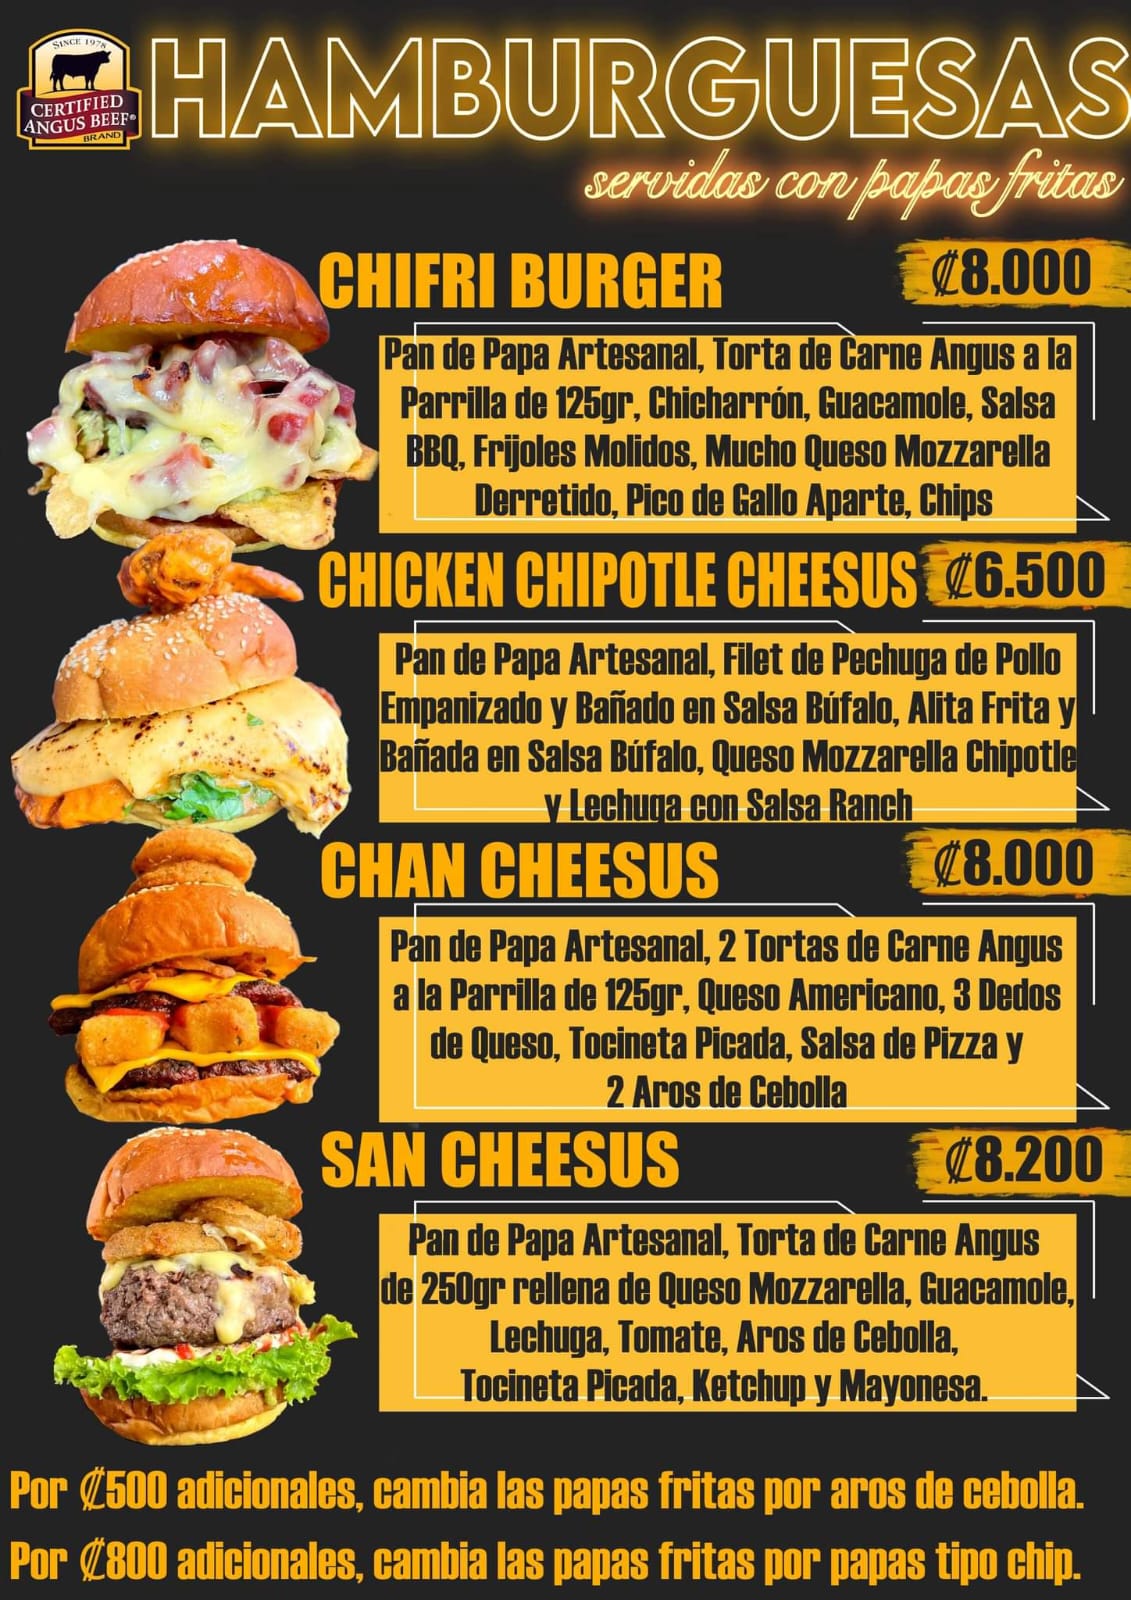 SINCE 1978
CERTIFIED
ANGUS BEEF®
BRAND
HAMBURGUESAS
servidas con papas fritas
CHIFRI BURGER
₡8.000
Pan de Papa Artesanal, Torta de Carne Angus a la
Parrilla de 125gr, Chicharrón, Guacamole, Salsa
BBQ, Frijoles Molidos, Mucho Queso Mozzarella
Derretido, Pico de Gallo Aparte, Chips
CHICKEN CHIPOTLE CHEESUS
₡6.500
Pan de Papa Artesanal, Filet de Pechuga de Pollo
Empanizado y Bañado en Salsa Búfalo, Alita Frita y
Bañada en Salsa Búfalo, Queso Mozzarella Chipotle
y Lechuga con Salsa Ranch
CHAN CHEESUS
₡8.000
Pan de Papa Artesanal, 2 Tortas de Carne Angus
a la Parrilla de 125gr, Queso Americano, 3 Dedos
de Queso, Tocineta Picada, Salsa de Pizza y
2 Aros de Cebolla
SAN CHEESUS
₡8.200
Pan de Papa Artesanal, Torta de Carne Angus
de 250gr rellena de Queso Mozzarella, Guacamole,
Lechuga, Tomate, Aros de Cebolla,
Tocineta Picada, Ketchup y Mayonesa.
Por ₡500 adicionales, cambia las papas fritas por aros de cebolla.
Por ₡800 adicionales, cambia las papas fritas por papas tipo chip.